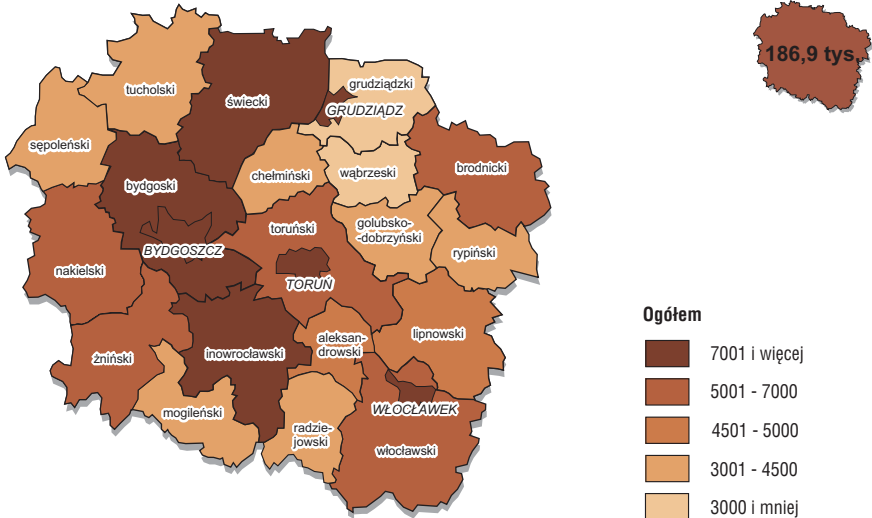 186,9 tys.
tucholski
grudziądzki
świecki
GRUDZIĄDZ
sępoleński
brodnicki
chełmiński
wąbrzeski
bydgoski
toruński
golubsko-
-dobrzyński
BYDGOSZCZ
rypiński
nakielski
TORUŃ
aleksan-
drowski
lipnowski
żniński
inowrocławski
mogileński
WŁOCŁAWEK
radzie-
jowski
włocławski
Ogółem
7001 i więcej
5001 - 7000
4501 - 5000
3001 - 4500
3000 i mniej